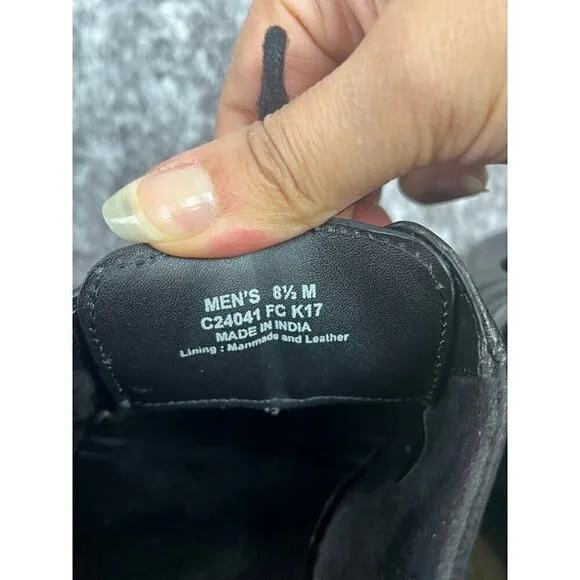 MEN'S 8½ M
C24041 FC K17
MADE IN INDIA
Lining : Manmade and Leather